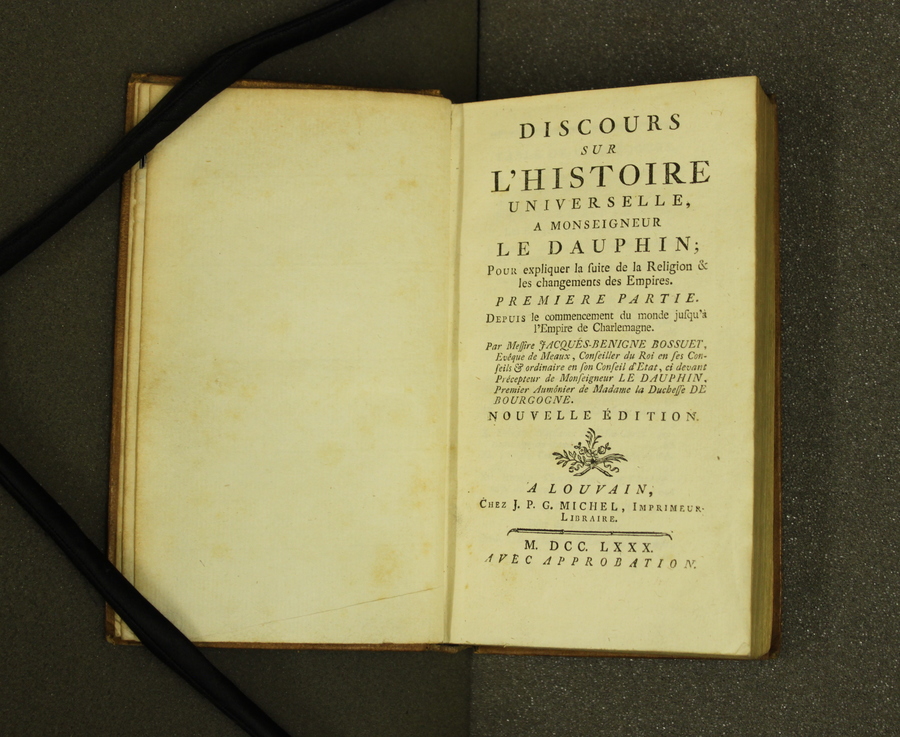 DISCOURS
SUR
L'HISTOIRE
UNIVERSELLE,
A MONSEIGNEUR
LE DAUPHIN;
POUR expliquer la ſuite de la Religion &
les changements des Empires.
PREMIERE PARTIE.
DEPUIS le commencement du monde juſqu'à
l'Empire de Charlemagne.
Par Meſſire JACQUES-BENIGNE BOSSUET,
Evêque de Meaux, Conſeiller du Roi en ſes Con-
ſeils & ordinaire en ſon Conſeil d'Etat, ci devant
Précepteur de Monſeigneur LE DAUPHIN,
Premier Aumônier de Madame la Ducheſſe DE
BOURGOGNE.
NOUVELLE ÉDITION.
A LOUVAIN,
CHEZ J. P. G. MICHEL, IMPRIMEUR-
LIBRAIRE.
M. DCC. LXXX.
AVEC APPROBATION.